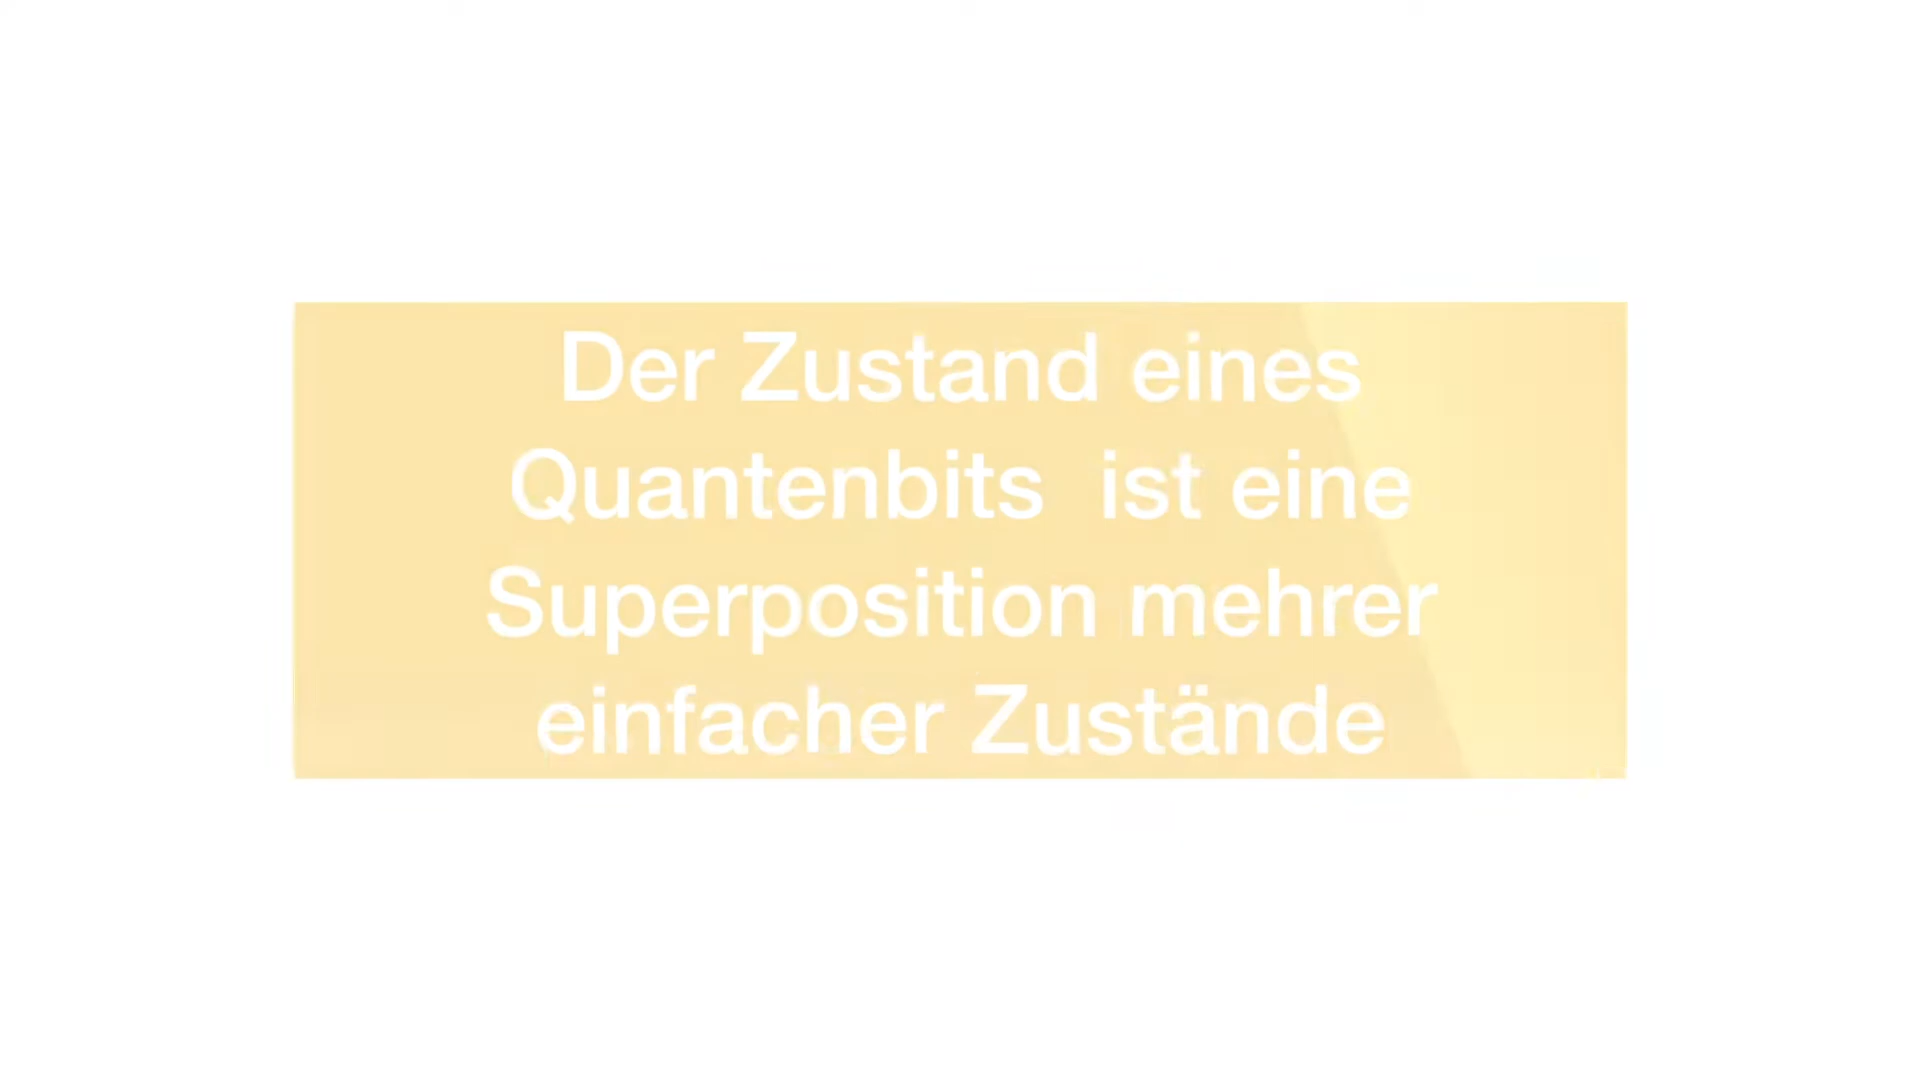 Der Zustand eines
Quantenbits  ist eine
Superposition mehrer
einfacher Zustände